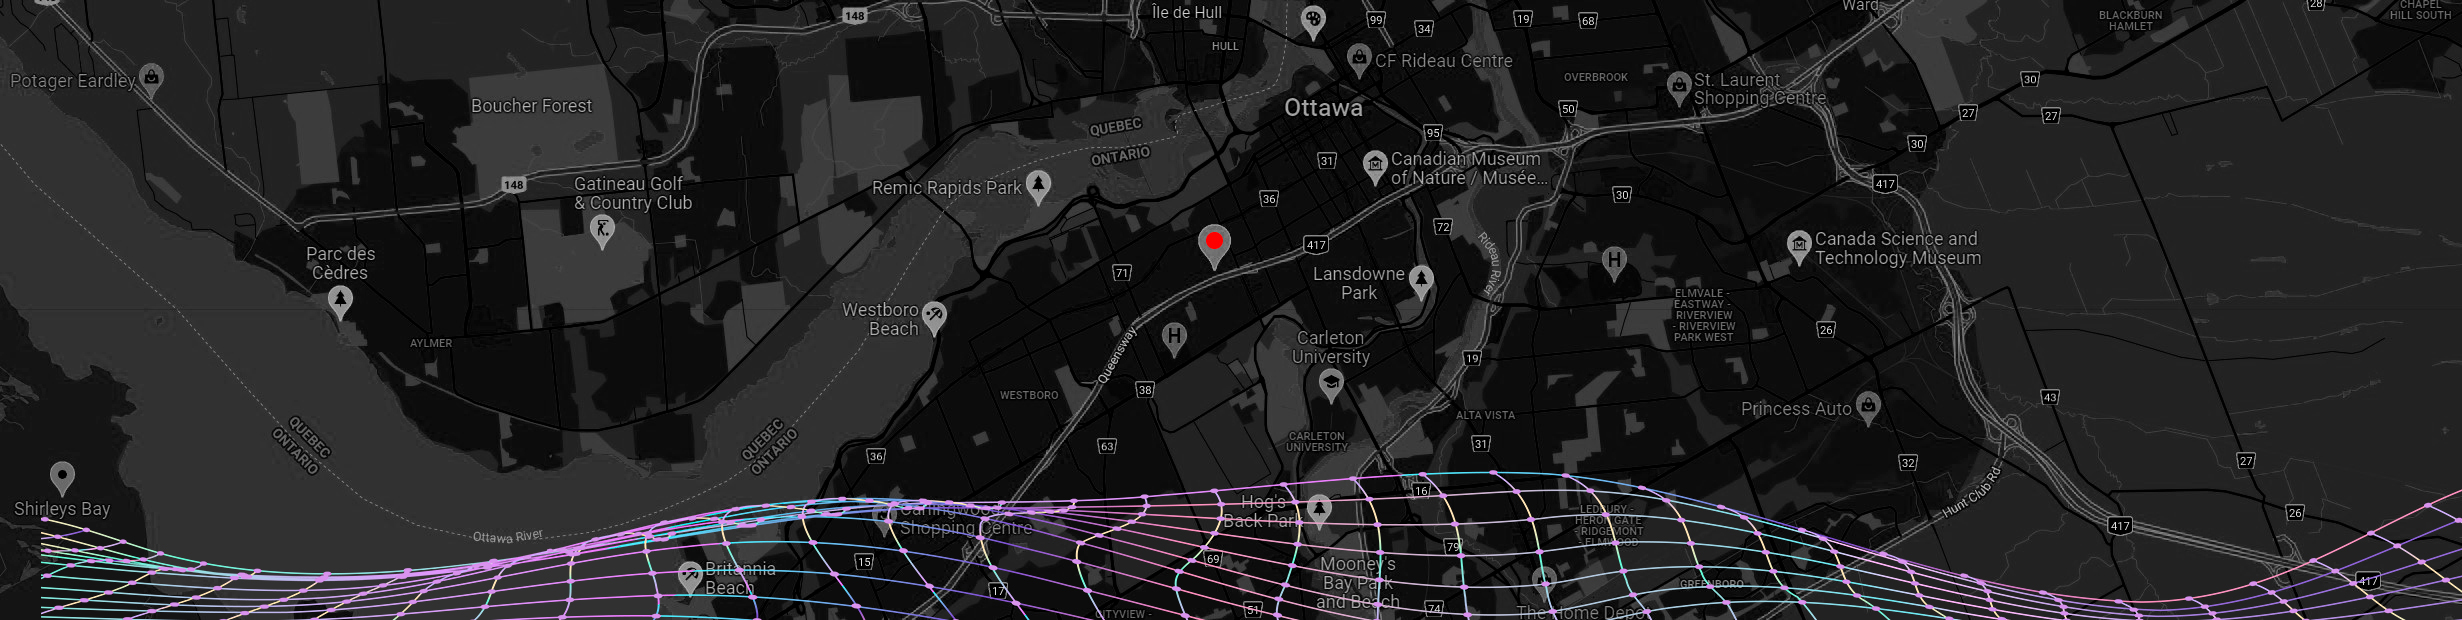 148
Île de Hull
HULL
99
34
19
68
Ward
28
BLACKBURN
HAMLET
CHAPEL
HILL SOUTH
Potager Eardley
Boucher Forest
CF Rideau Centre
OVERBROOK
St. Laurent
Shopping Centre
30
27
27
Ottawa
50
QUEBEC
ONTARIO
95
30
31
Canadian Museum
of Nature / Musée...
148
Gatineau Golf
& Country Club
Remic Rapids Park
36
30
417
72
Parc des
Cèdres
71
417
Rideau River
H
Canada Science and
Technology Museum
Lansdowne
Park
Westboro
Beach
ELMVALE -
EASTWAY -
RIVERVIEW
- RIVERVIEW
PARK WEST
26
AYLMER
H
Queensway
Carleton
University
19
WESTBORO
38
43
Princess Auto
ALTA VISTA
QUEBEC
ONTARIO
QUEBEC
ONTARIO
36
63
CARLETON
UNIVERSITY
31
32
27
Shirleys Bay
Hunt Club Rd
16
Hog's
Back Park
Carlingwood
Shopping Centre
LEDBURY -
HERON GATE
- RIDGEMONT
- ELMWOOD
417
26
Ottawa River
15
69
79
Britannia
Beach
17
Mooney's
Bay Park
and Beach
GREENBORO
417
51
74
CITYVIEW -
The Home Depot